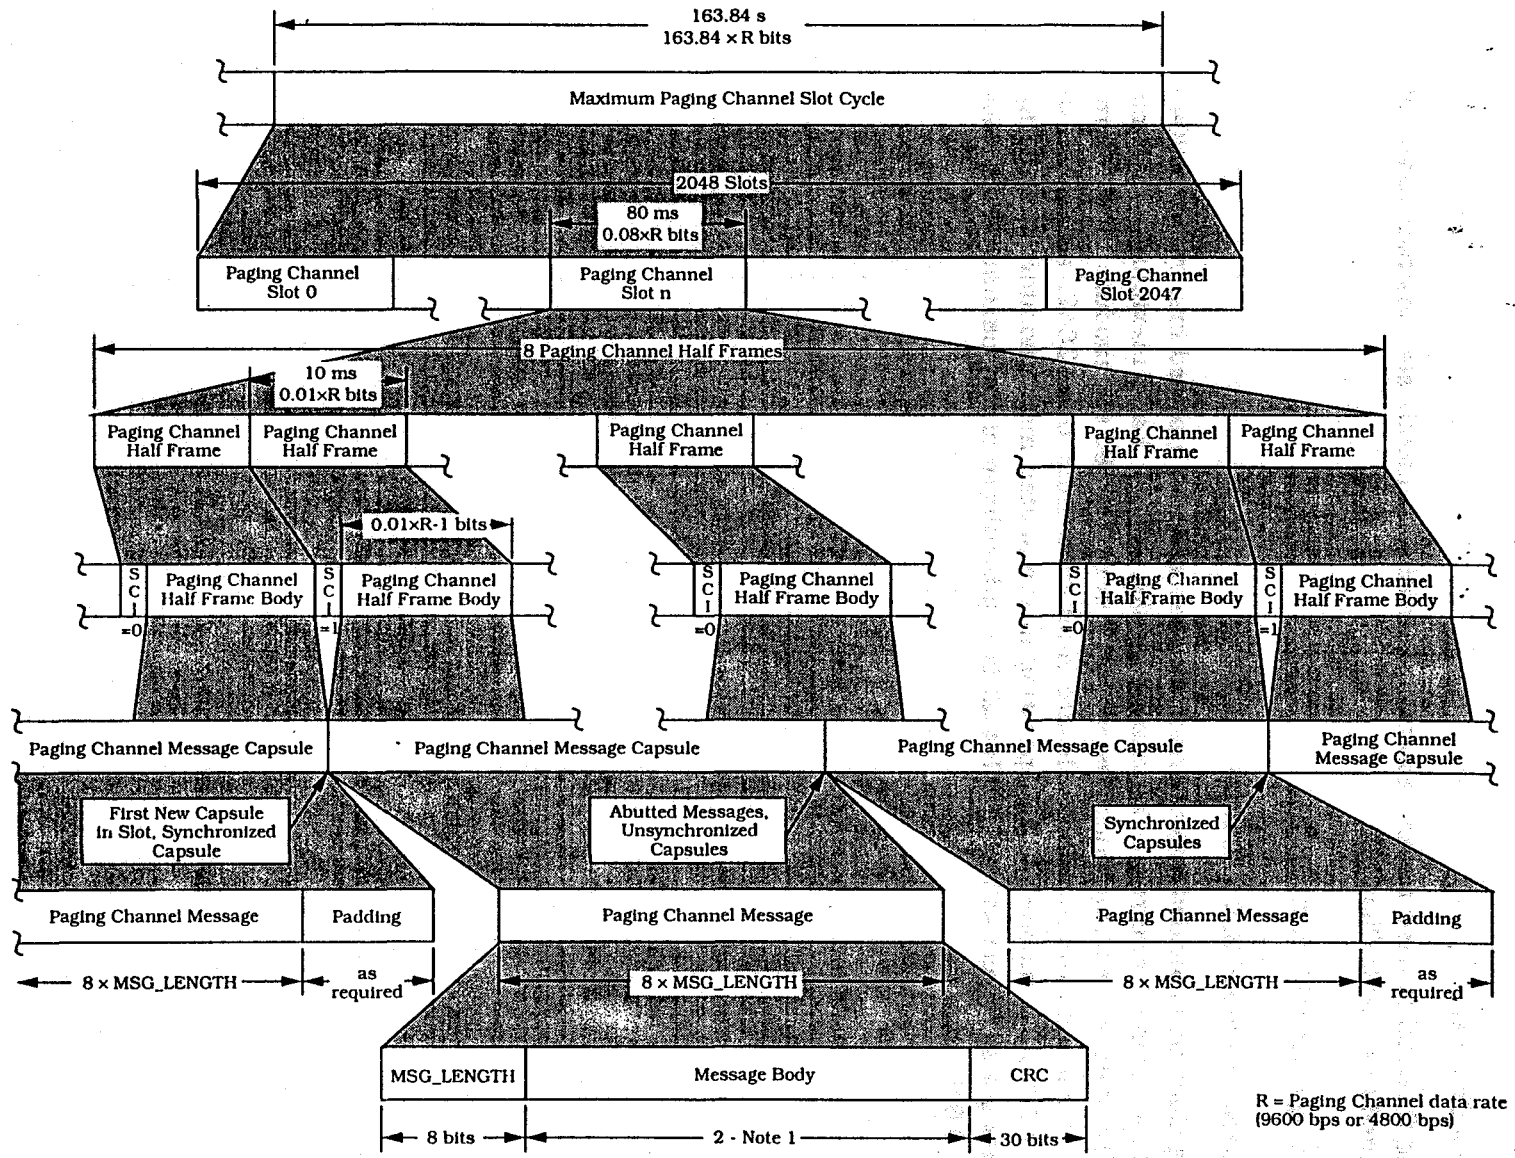 163.84 s
163.84 × R bits
Maximum Paging Channel Slot Cycle
2048 Slots
80 ms
0.08×R bits
Paging Channel
Slot 0
Paging Channel
Slot n
Paging Channel
Slot 2047
8 Paging Channel Half Frames
10 ms
0.01×R bits
Paging Channel
Half Frame
Paging Channel
Half Frame
Paging Channel
Half Frame
Paging Channel
Half Frame
Paging Channel
Half Frame
0.01×R-1 bits
SCI
=0
Paging Channel
Half Frame Body
SCI
=1
Paging Channel
Half Frame Body
SCI
=0
Paging Channel
Half Frame Body
SCI
=0
Paging Channel
Half Frame Body
SCI
=1
Paging Channel
Half Frame Body
Paging Channel Message Capsule
Paging Channel Message Capsule
Paging Channel Message Capsule
Paging Channel
Message Capsule
First New Capsule
in Slot, Synchronized
Capsule
Abutted Messages,
Unsynchronized
Capsules
Synchronized
Capsules
Paging Channel Message
Padding
Paging Channel Message
Paging Channel Message
Padding
8 × MSG_LENGTH
as
required
8 × MSG_LENGTH
8 × MSG_LENGTH
as
required
MSG_LENGTH
Message Body
CRC
8 bits
2 - Note 1
30 bits
R = Paging Channel data rate
(9600 bps or 4800 bps)